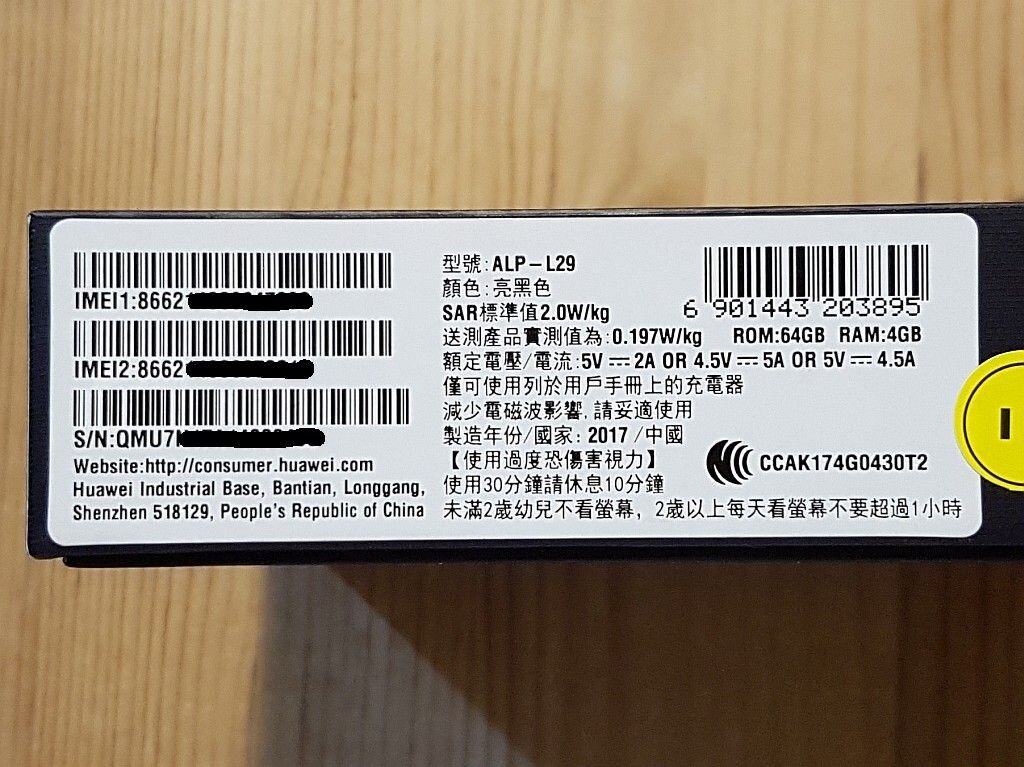 IMEI1:8662
IMEI2:8662
S/N:QMU7
Website:http://consumer.huawei.com
Huawei Industrial Base, Bantian, Longgang,
Shenzhen 518129, People's Republic of China
型號:ALP-L29
顏色:亮黑色
SAR標準值2.0W/kg
6 901443 203895
送測產品實測值為:0.197W/kg ROM:64GB RAM:4GB
額定電壓/電流:5V⎓2A OR 4.5V⎓5A OR 5V⎓4.5A
僅可使用列於用戶手冊上的充電器
減少電磁波影響,請妥適使用
製造年份/國家: 2017 /中國
【使用過度恐傷害視力】
CCAK174G0430T2
使用30分鐘請休息10分鐘
未滿2歲幼兒不看螢幕, 2歲以上每天看螢幕不要超過1小時